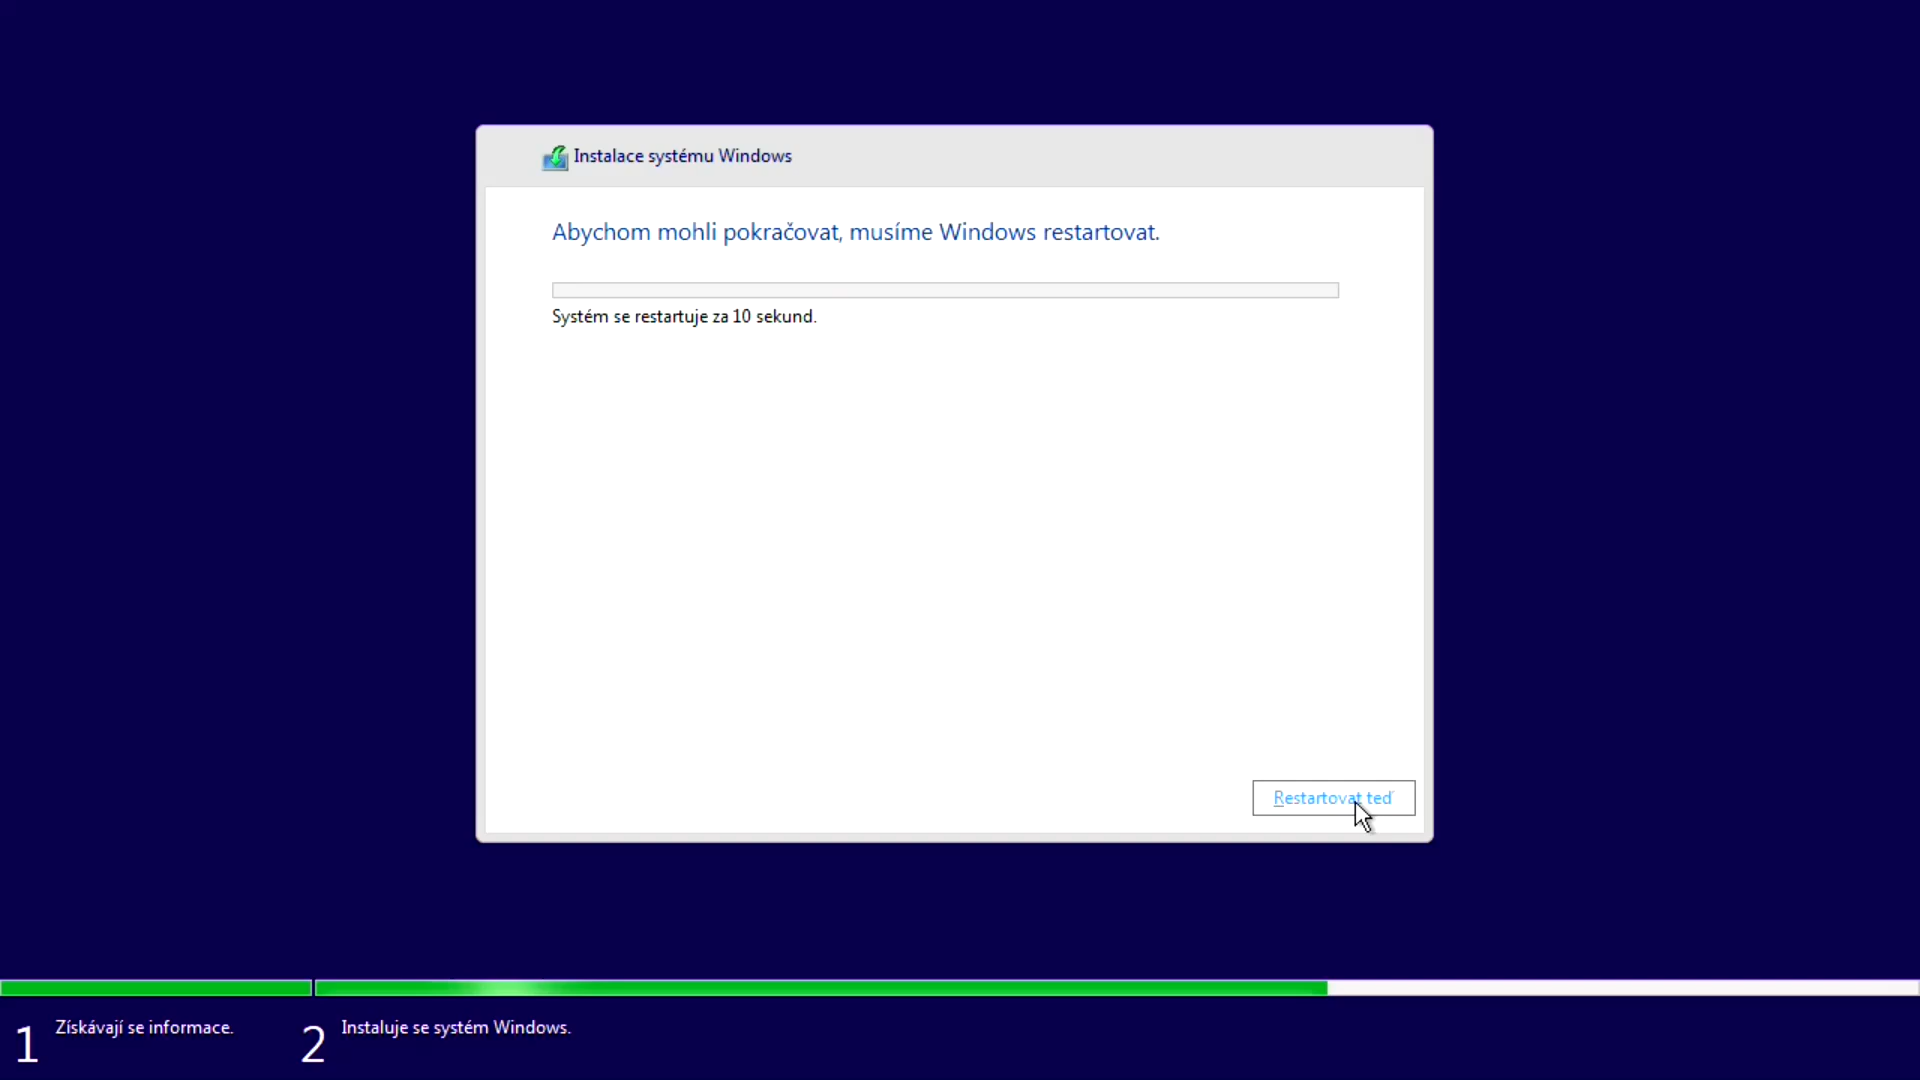 Instalace systému Windows
Abychom mohli pokračovat, musíme Windows restartovat.
Systém se restartuje za 10 sekund.
Restartovat teď
1 Získávají se informace.
2 Instaluje se systém Windows.